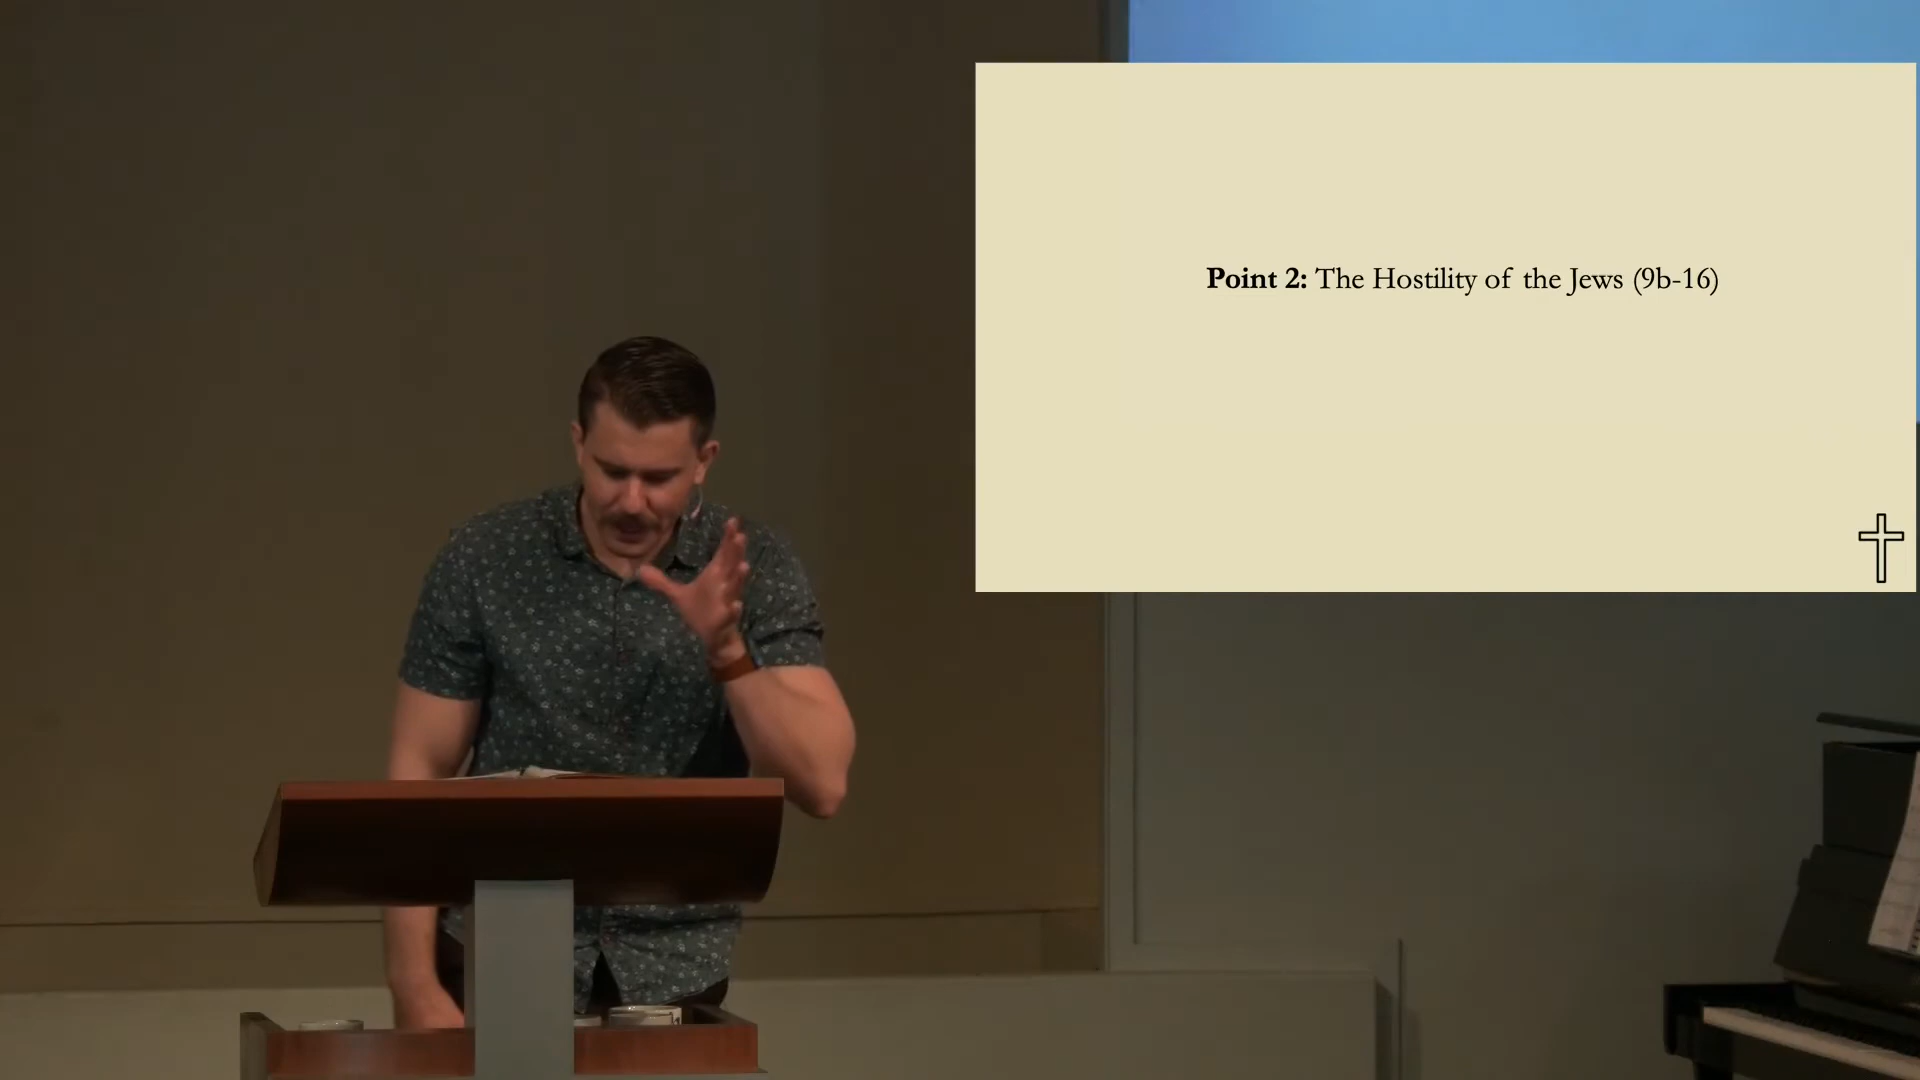 Point 2: The Hostility of the Jews (9b-16)